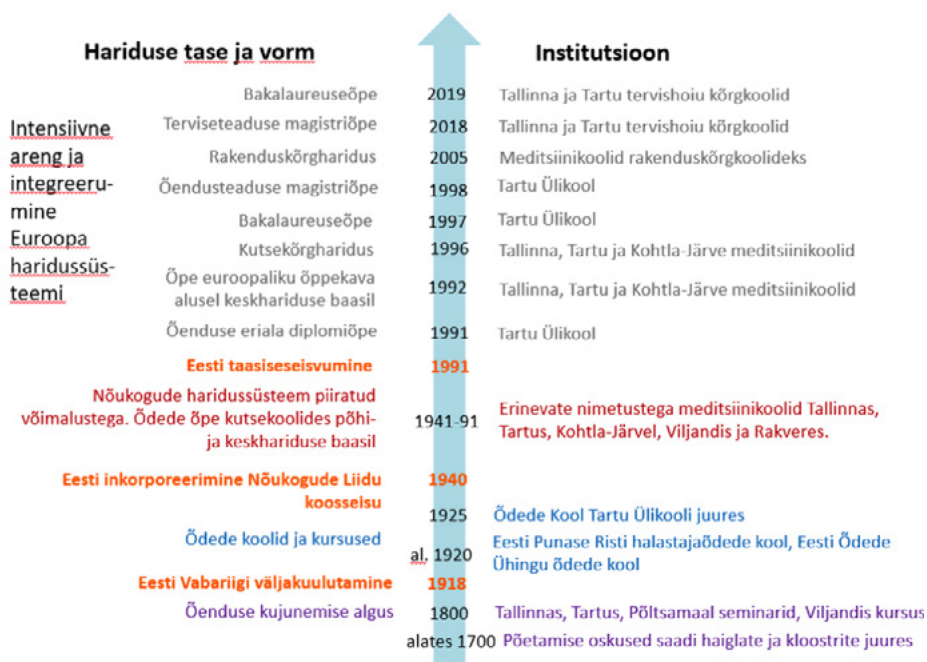 Hariduse tase ja vorm
Institutsioon
Intensiivne
areng ja
integreeru-
mine
Euroopa
haridussüs-
teemi
Bakalaureuseõpe 2019 Tallinna ja Tartu tervishoiu kõrgkoolid
Terviseteaduse magistriõpe 2018 Tallinna ja Tartu tervishoiu kõrgkoolid
Rakenduskõrgharidus 2005 Meditsiinikoolid rakenduskõrgkoolideks
Õendusteaduse magistriõpe 1998 Tartu Ülikool
Bakalaureuseõpe 1997 Tartu Ülikool
Kutsekõrgharidus 1996 Tallinna, Tartu ja Kohtla-Järve meditsiinikoolid
Õpe euroopaliku õppekava
alusel keskhariduse baasil
1992 Tallinna, Tartu ja Kohtla-Järve meditsiinikoolid
Õenduse eriala diplomiõpe 1991 Tartu Ülikool
Eesti taasiseseisvumine 1991
Nõukogude haridussüsteem piiratud
võimalustega. Õdede õpe kutsekoolides põhi-
ja keskhariduse baasil
1941-91
Erinevate nimetustega meditsiinikoolid Tallinnas,
Tartus, Kohtla-Järvel, Viljandis ja Rakveres.
Eesti inkorporeerimine Nõukogude Liidu
koosseisu
1940
1925 Õdede Kool Tartu Ülikooli juures
Õdede koolid ja kursused
al. 1920
Eesti Punase Risti halastajaõdede kool, Eesti Õdede
Ühingu õdede kool
Eesti Vabariigi väljakuulutamine 1918
Õenduse kujunemise algus 1800 Tallinnas, Tartus, Põltsamaal seminarid, Viljandis kursus
alates 1700 Põetamise oskused saadi haiglate ja kloostrite juures